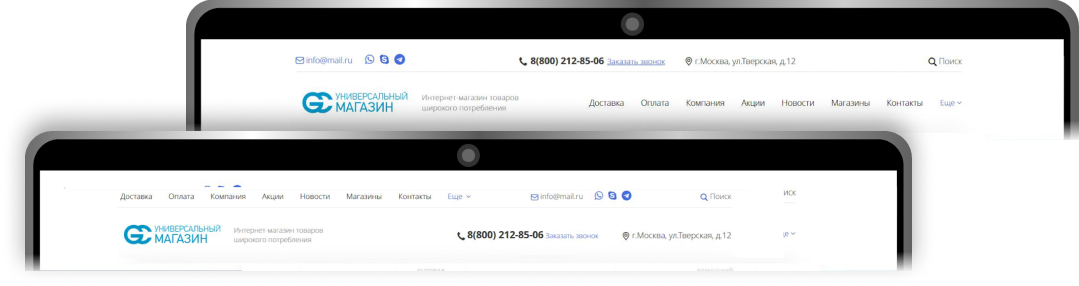 info@mail.ru 8(800) 212-85-06 Заказать звонок г.Москва, ул.Тверская, д.12 Поиск
УНИВЕРСАЛЬНЫЙ
МАГАЗИН
Интернет-магазин товаров
широкого потребления
Доставка Оплата Компания Акции Новости Магазины Контакты Еще
Доставка Оплата Компания Акции Новости Магазины Контакты Еще info@mail.ru Поиск иск
УНИВЕРСАЛЬНЫЙ
МАГАЗИН
Интернет-магазин товаров
широкого потребления
8(800) 212-85-06 Заказать звонок г.Москва, ул.Тверская, д.12